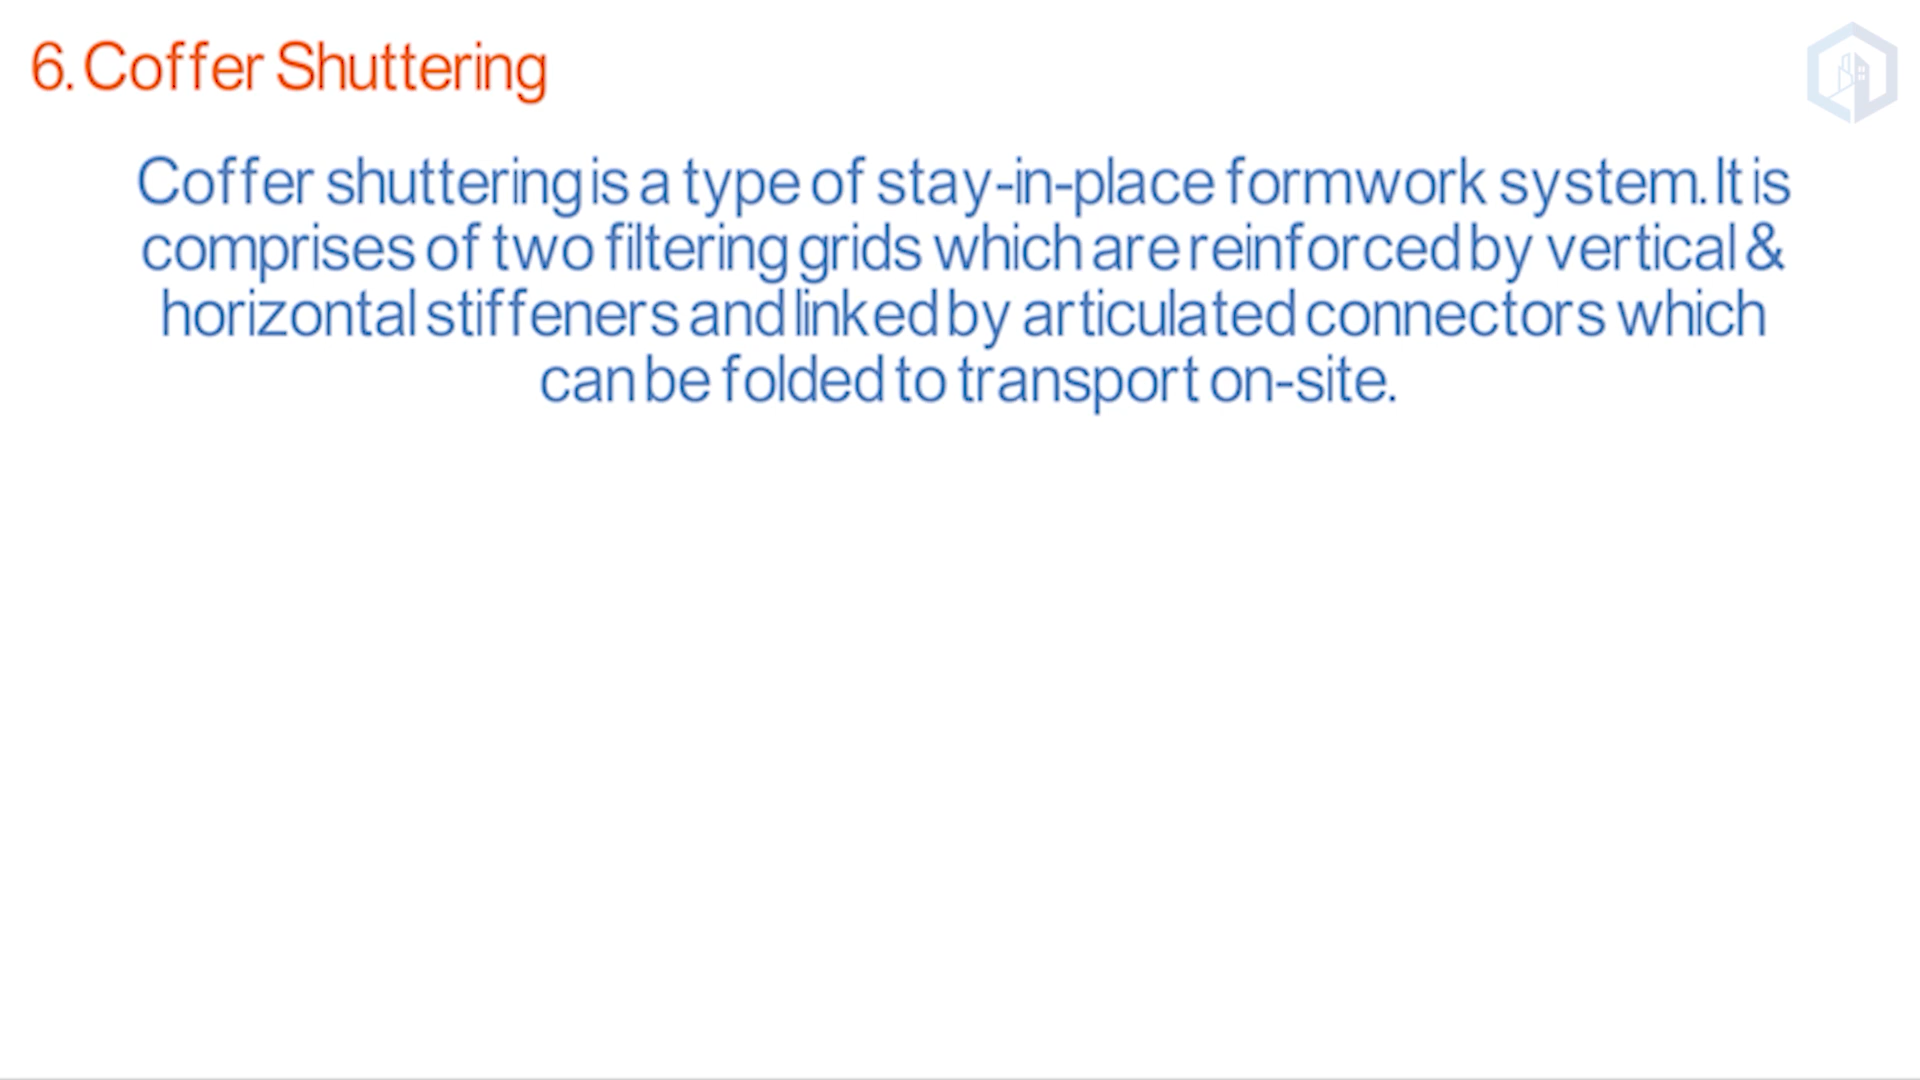 6. Coffer Shuttering
Coffer shuttering is a type of stay-in-place formwork system. It is
comprises of two filtering grids which are reinforced by vertical &
horizontal stiffeners and linked by articulated connectors which
can be folded to transport on-site.